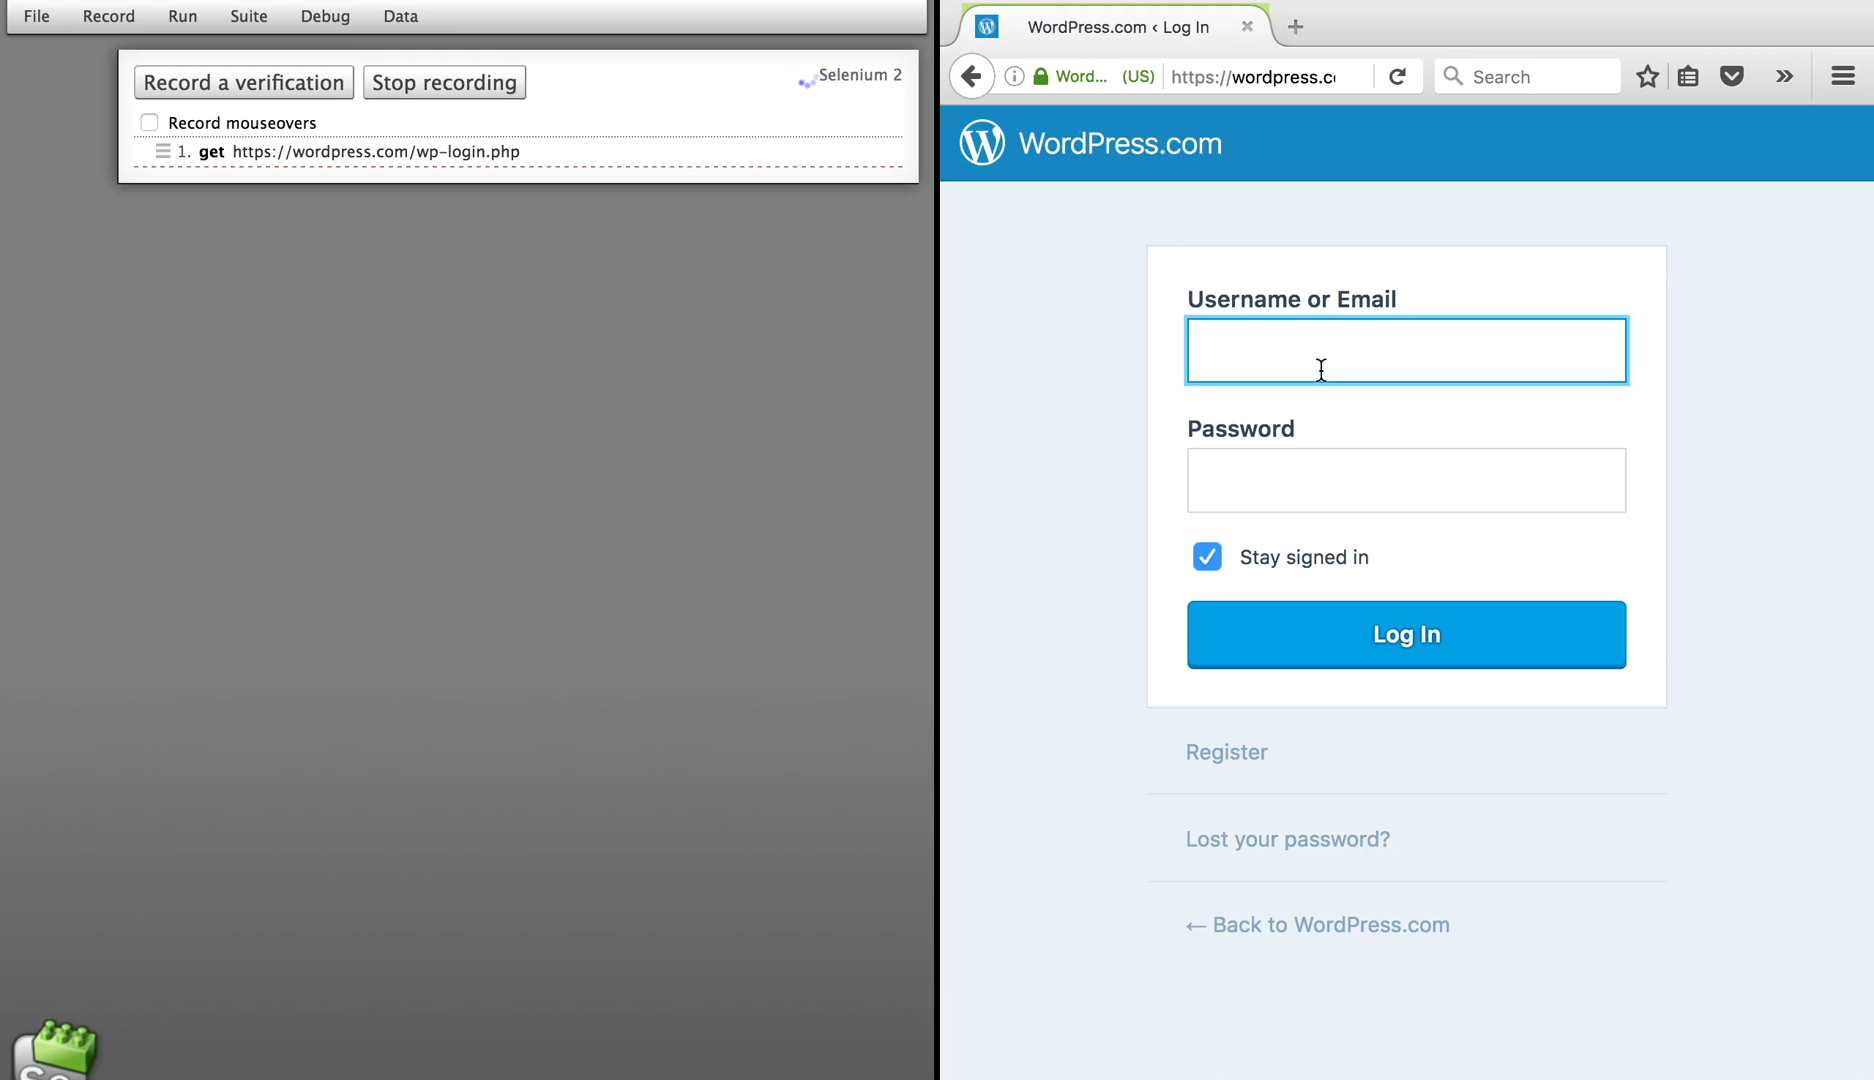 File Record Run Suite Debug Data
Record a verification Stop recording Selenium 2
Record mouseovers
1. get https://wordpress.com/wp-login.php
WordPress.com ‹ Log In
Word... (US) https://wordpress.c Search
WordPress.com
Username or Email
Password
Stay signed in
Log In
Register
Lost your password?
← Back to WordPress.com